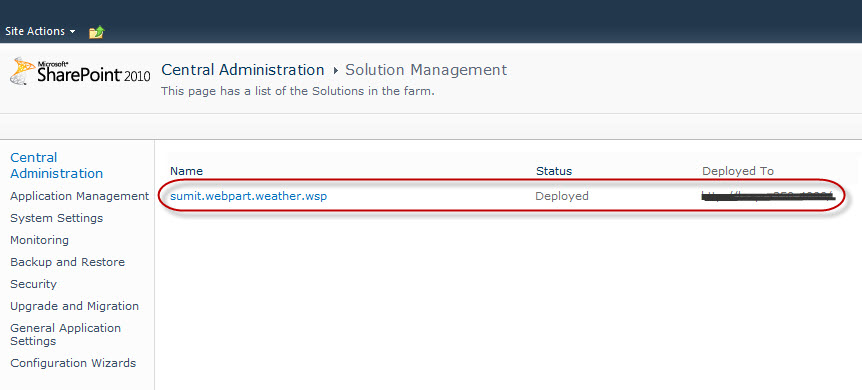 Site Actions
Microsoft®
SharePoint® 2010
Central Administration
Solution Management
This page has a list of the Solutions in the farm.
Central
Administration
Application Management
System Settings
Monitoring
Backup and Restore
Security
Upgrade and Migration
General Application
Settings
Configuration Wizards
Name Status Deployed To
sumit.webpart.weather.wsp Deployed